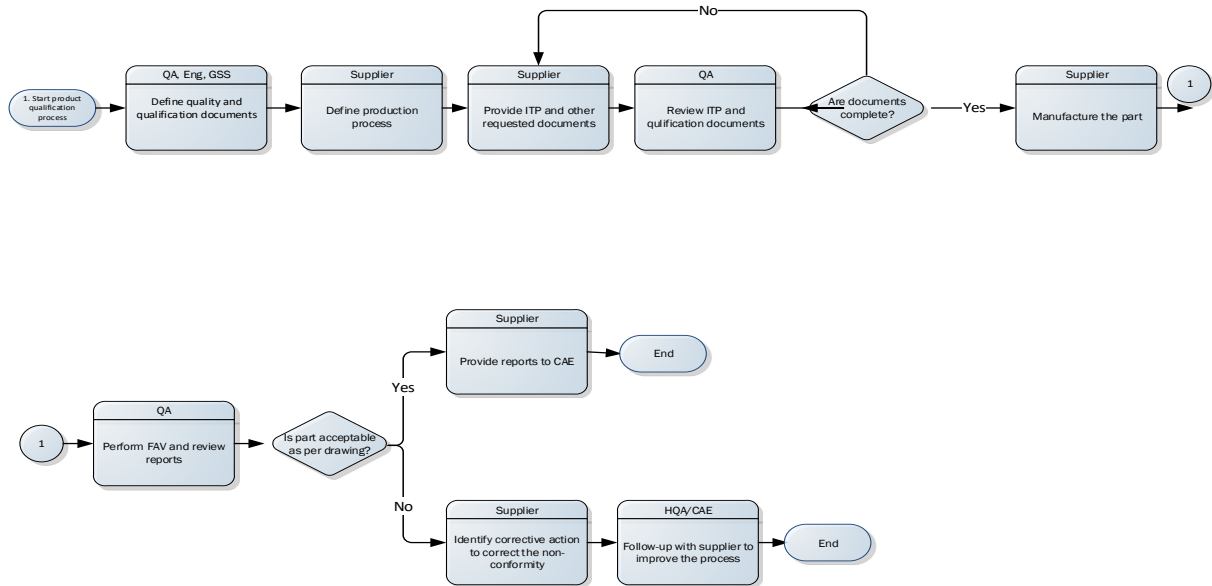 No
QA, Eng, GSS
Supplier
Supplier
QA
Supplier
1. Start product
qualification
process
Define quality and
qualification documents
Define production
process
Provide ITP and other
requested documents
Review ITP and
qulification documents
Are documents
complete?
Yes
Manufacture the part
1
Supplier
Provide reports to CAE
End
Yes
1
QA
Perform FAV and review
reports
Is part acceptable
as per drawing?
No
Supplier
Identify corrective action
to correct the non-
conformity
HQA/CAE
Follow-up with supplier to
improve the process
End